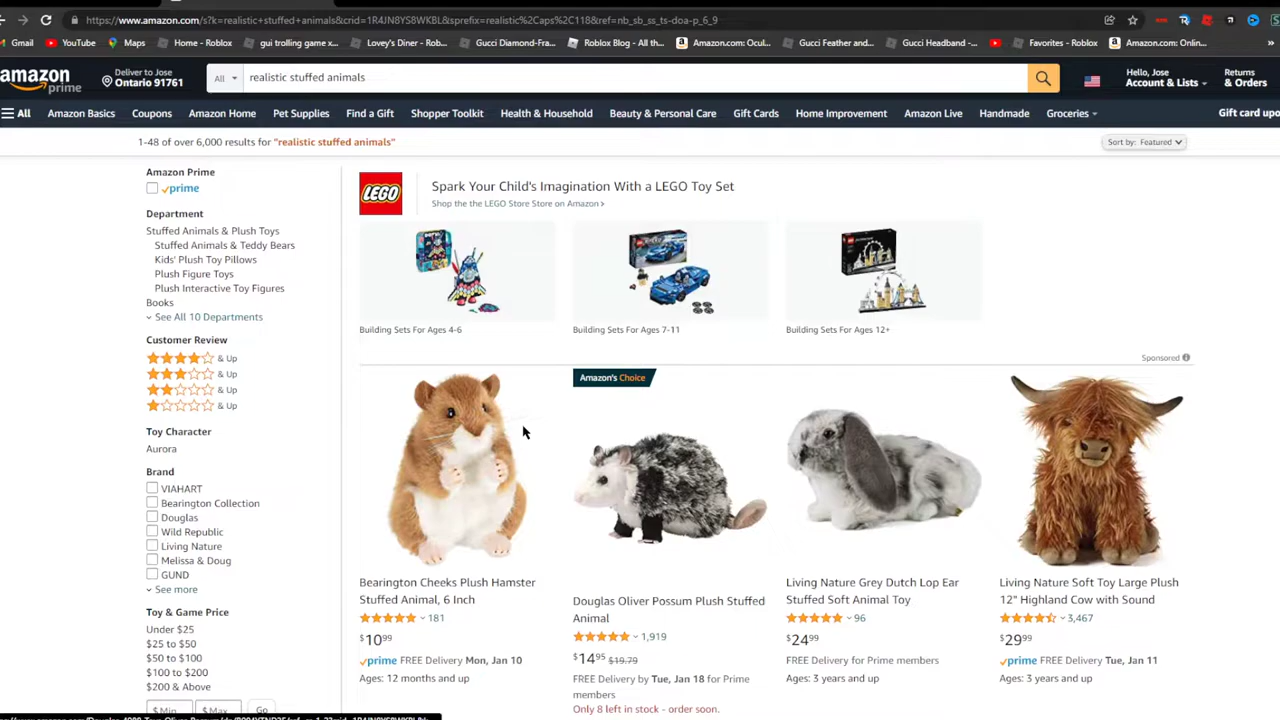 https://www.amazon.com/s?k=realistic+stuffed+animals&crid=1R4JN8YS8WKBL&sprefix=realistic%2Caps%2C118&ref=nb_sb_ss_ts-doa-p_6_9
Gmail YouTube Maps Home - Roblox gui trolling game x... Lovey's Diner - Rob... Gucci Diamond-Fra... Roblox Blog - All th... Amazon.com: Ocul... Gucci Feather and... Gucci Headband -... Favorites - Roblox Amazon.com: Onlin... »
amazon prime
Deliver to Jose
Ontario 91761
All realistic stuffed animals
Hello, Jose
Account & Lists
Returns
& Orders
All Amazon Basics Coupons Amazon Home Pet Supplies Find a Gift Shopper Toolkit Health & Household Beauty & Personal Care Gift Cards Home Improvement Amazon Live Handmade Groceries Gift card upo
1-48 of over 6,000 results for "realistic stuffed animals"
Sort by: Featured
Amazon Prime
prime
Department
Stuffed Animals & Plush Toys
Stuffed Animals & Teddy Bears
Kids' Plush Toy Pillows
Plush Figure Toys
Plush Interactive Toy Figures
Books
See All 10 Departments
Customer Review
& Up
& Up
& Up
& Up
Toy Character
Aurora
Brand
VIAHART
Bearington Collection
Douglas
Wild Republic
Living Nature
Melissa & Doug
GUND
See more
Toy & Game Price
Under $25
$25 to $50
$50 to $100
$100 to $200
$200 & Above
$ Min $ Max Go
LEGO
Spark Your Child's Imagination With a LEGO Toy Set
Shop the the LEGO Store Store on Amazon ›
Building Sets For Ages 4-6
Building Sets For Ages 7-11
Building Sets For Ages 12+
Sponsored
Bearington Cheeks Plush Hamster
Stuffed Animal, 6 Inch
181
$10 99
prime FREE Delivery Mon, Jan 10
Ages: 12 months and up
Amazon's Choice
Douglas Oliver Possum Plush Stuffed
Animal
1,919
$14 95 $19.79
FREE Delivery by Tue, Jan 18 for Prime
members
Only 8 left in stock - order soon.
Living Nature Grey Dutch Lop Ear
Stuffed Soft Animal Toy
96
$24 99
FREE Delivery for Prime members
Ages: 3 years and up
Living Nature Soft Toy Large Plush
12" Highland Cow with Sound
3,467
$29 99
prime FREE Delivery Tue, Jan 11
Ages: 3 years and up